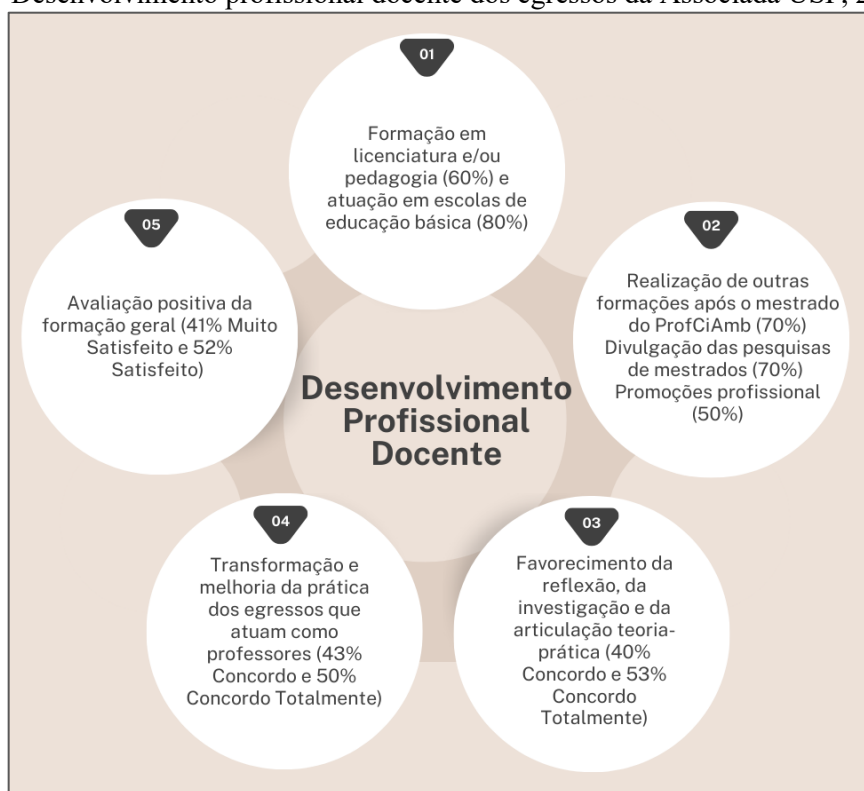 Desenvolvimento profissional docente dos egressos da Associada USP, 2
01
Formação em
licenciatura e/ou
pedagogia (60%) e
atuação em escolas de
educação básica (80%)
02
Realização de outras
formações após o mestrado
do ProfCiAmb (70%)
Divulgação das pesquisas
de mestrados (70%)
Promoções profissional
(50%)
03
Favorecimento da
reflexão, da
investigação e da
articulação teoria-
prática (40%
Concordo e 53%
Concordo
Totalmente)
04
Transformação e
melhoria da prática
dos egressos que
atuam como
professores (43%
Concordo e 50%
Concordo Totalmente)
05
Avaliação positiva da
formação geral (41% Muito
Satisfeito e 52%
Satisfeito)
Desenvolvimento
Profissional
Docente